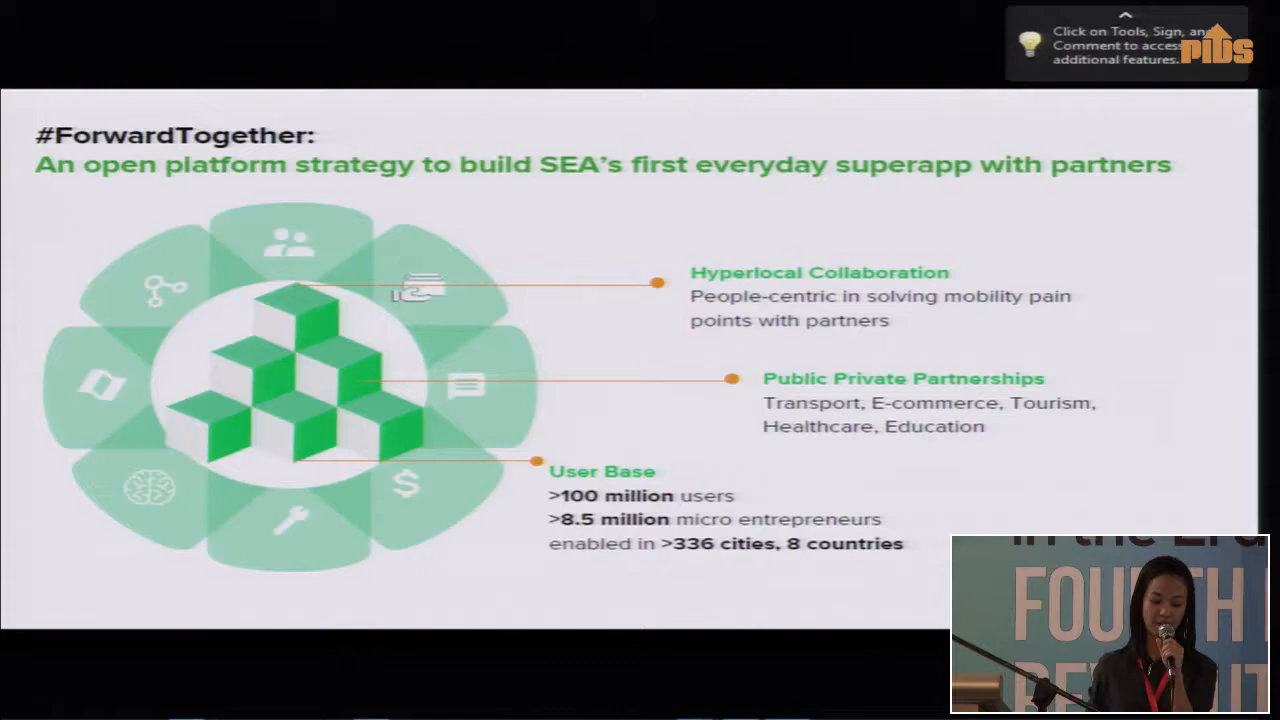 Click on Tools, Sign, and
Comment to access
additional features.
PIDS
#ForwardTogether:
An open platform strategy to build SEA's first everyday superapp with partners
Hyperlocal Collaboration
People-centric in solving mobility pain
points with partners
Public Private Partnerships
Transport, E-commerce, Tourism,
Healthcare, Education
$
User Base
>100 million users
>8.5 million micro entrepreneurs
enabled in >336 cities, 8 countries
in the
FOURTH